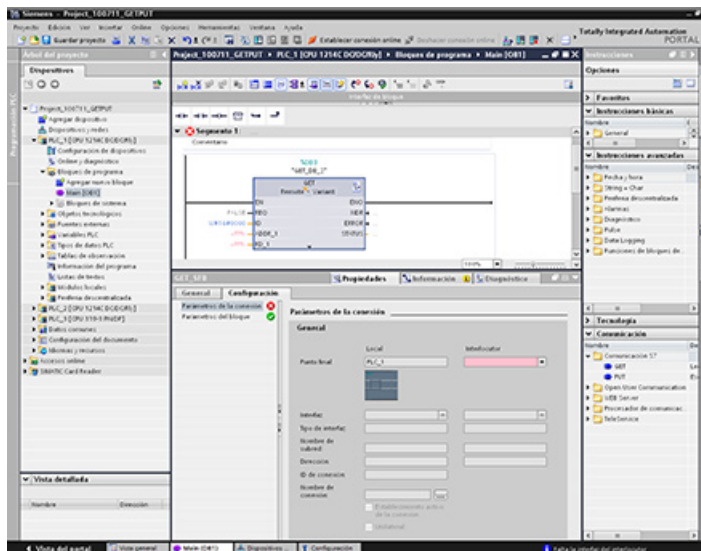 Siemens - Project_100711_GETPUT
Proyecto Edición Ver Insertar Online Opciones Herramientas Ventana Ayuda
Guardar proyecto
Establecer conexión online
Totally Integrated Automation
PORTAL
Árbol del proyecto
Project_100711_GETPUT ▸ PLC_1 [CPU 1214C DC/DC/Rly] ▸ Bloques de programa ▸ Main [OB1]
Instrucciones
Dispositivos
Opciones
Programación PLC
Project_100711_GETPUT
Agregar dispositivo
Dispositivos y redes
PLC_1 [CPU 1214C DC/DC/Rly]
Configuración de dispositivos
Online y diagnóstico
Bloques de programa
Agregar nuevo bloque
Main [OB1]
Bloques de sistema
Objetos tecnológicos
Fuentes externas
Variables PLC
Tipos de datos PLC
Tablas de observación
Información del programa
Listas de textos
Módulos locales
Periferia descentralizada
Datos comunes
Configuración del documento
Idiomas y recursos
Accesos online
SIMATIC Card Reader
Vista detallada
Nombre Dirección
Segmento 1:
Comentario
"GET_DB_2"
GET
Remote - Variant
EN ENO
REQ NDR
ID ERROR
ADDR_1 STATUS
RD_1
100%
GET_SFB
Propiedades Información Diagnóstico
General Configuración
Parámetros de la conexión
Parámetros del bloque
Parámetros de la conexión
General
Local Interlocutor
Punto final PLC_1
Interfaz
Tipo de interfaz
Nombre de subred
Dirección
ID de conexión
Nombre de conexión
Establecimiento activo de la conexión
Unilateral
Favoritos
Instrucciones básicas
Nombre
General
Instrucciones avanzadas
Nombre
Fecha y hora
String + Char
Periferia descentralizada
Alarmas
Diagnóstico
Pulse
Data Logging
Funciones de bloques de...
Tecnología
Comunicación
Nombre
Comunicación S7
GET
PUT
Open User Communication
WEB Server
Procesador de comunicac...
TeleService
Vista del portal Vista general Main (OB1) Dispositivos ... Configuración
Falta la interfaz del interlocutor